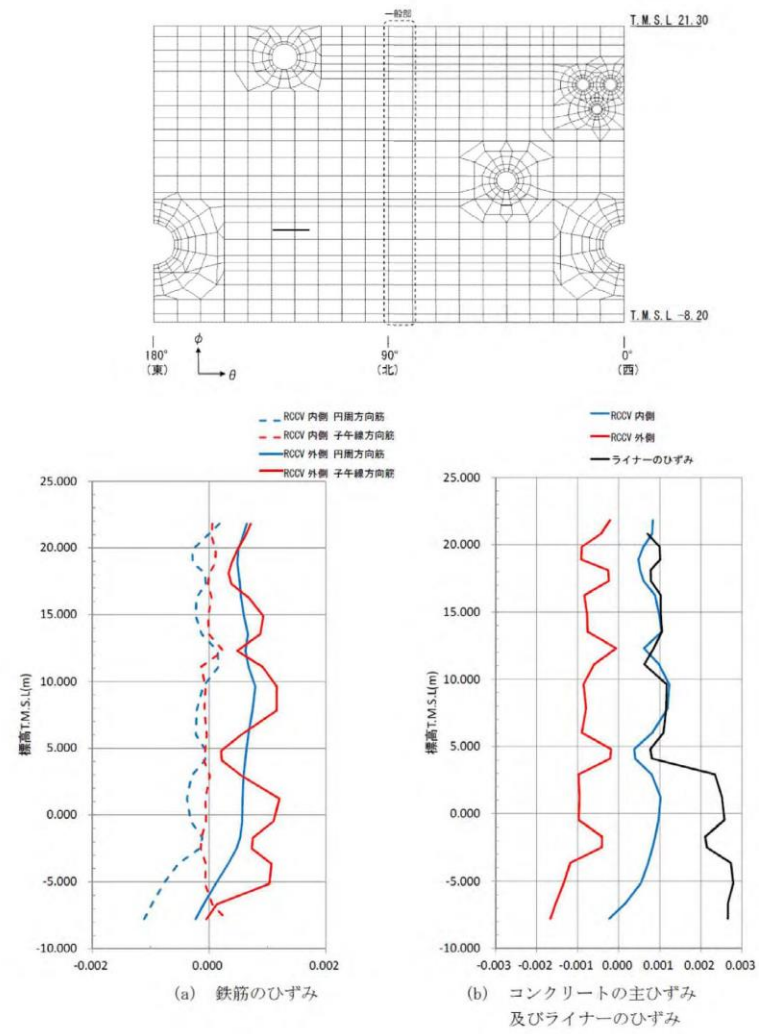 一般部
T.M.S.L 21.30
T.M.S.L -8.20
180°
(東)
φ
θ
90°
(北)
0°
(西)
RCCV 内側 円周方向筋
RCCV 内側 子午線方向筋
RCCV 外側 円周方向筋
RCCV 外側 子午線方向筋
25.000
20.000
15.000
10.000
5.000
0.000
-5.000
-10.000
標高T.M.S.L(m)
-0.002
0.000
0.002
(a) 鉄筋のひずみ
RCCV 内側
RCCV 外側
ライナーのひずみ
25.000
20.000
15.000
10.000
5.000
0.000
-5.000
-10.000
標高T.M.S.L(m)
-0.003
-0.002
-0.001
0.000
0.001
0.002
0.003
(b) コンクリートの主ひずみ
及びライナーのひずみ